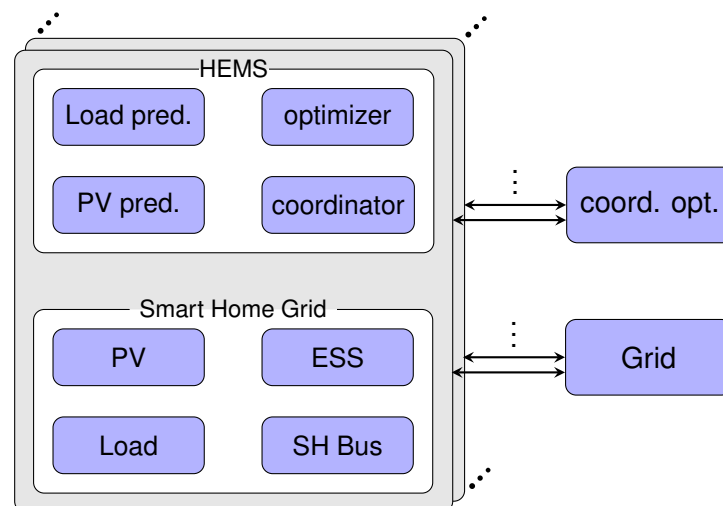 HEMS
Load pred.
optimizer
PV pred.
coordinator
coord. opt.
Smart Home Grid
PV
ESS
Grid
Load
SH Bus